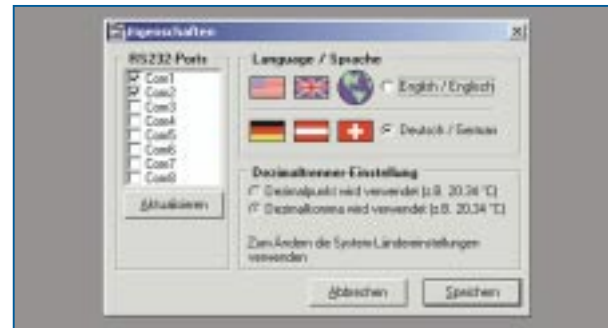 Eigenschaften
RS232 Ports
Com1
Com2
Com3
Com4
Com5
Com6
Com7
Com8
Aktualisieren
Language / Sprache
English / Englisch
Deutsch / German
Dezimaltrenner-Einstellung
Dezimalpunkt wird verwendet (z.B. 20.34 °C)
Dezimalkomma wird verwendet (z.B. 20.34 °C)
Zum Ändern die System-Ländereinstellungen
verwenden
Abbrechen
Speichern